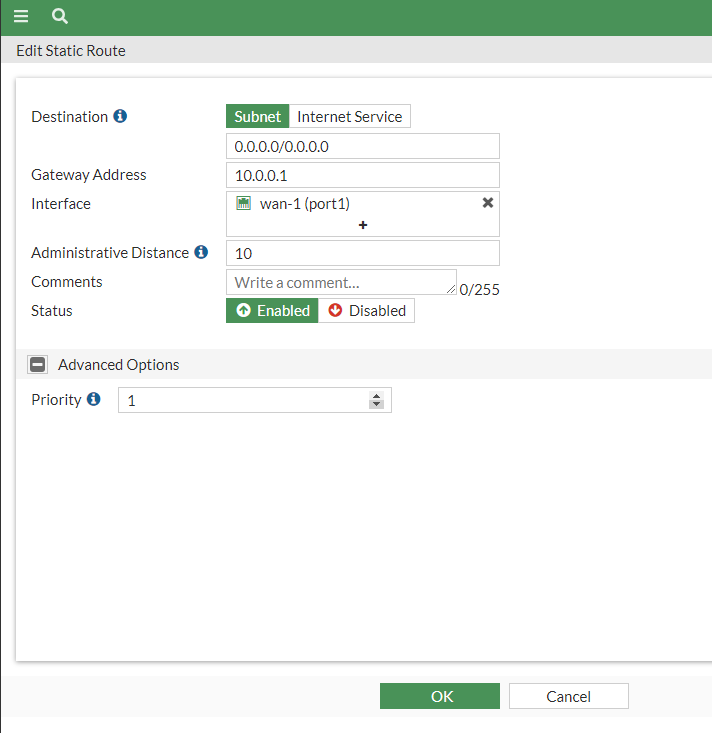 Edit Static Route
Destination
Subnet Internet Service
0.0.0.0/0.0.0.0
Gateway Address 10.0.0.1
Interface wan-1 (port1)
+
Administrative Distance 10
Comments Write a comment... 0/255
Status Enabled Disabled
Advanced Options
Priority 1
OK Cancel